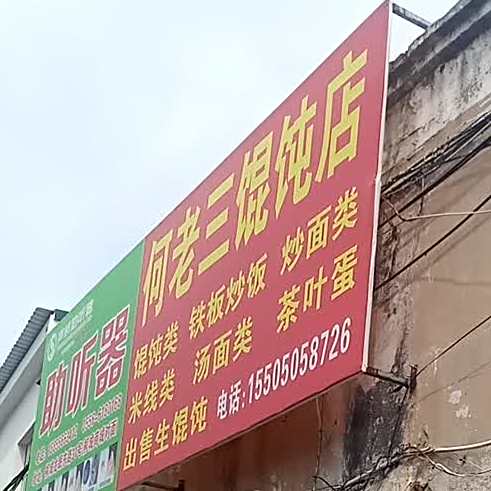 何老三馄饨店
馄饨类 铁板炒饭 炒面类
米线类 汤面类 茶叶蛋
出售生馄饨 电话:15505058726
助听器